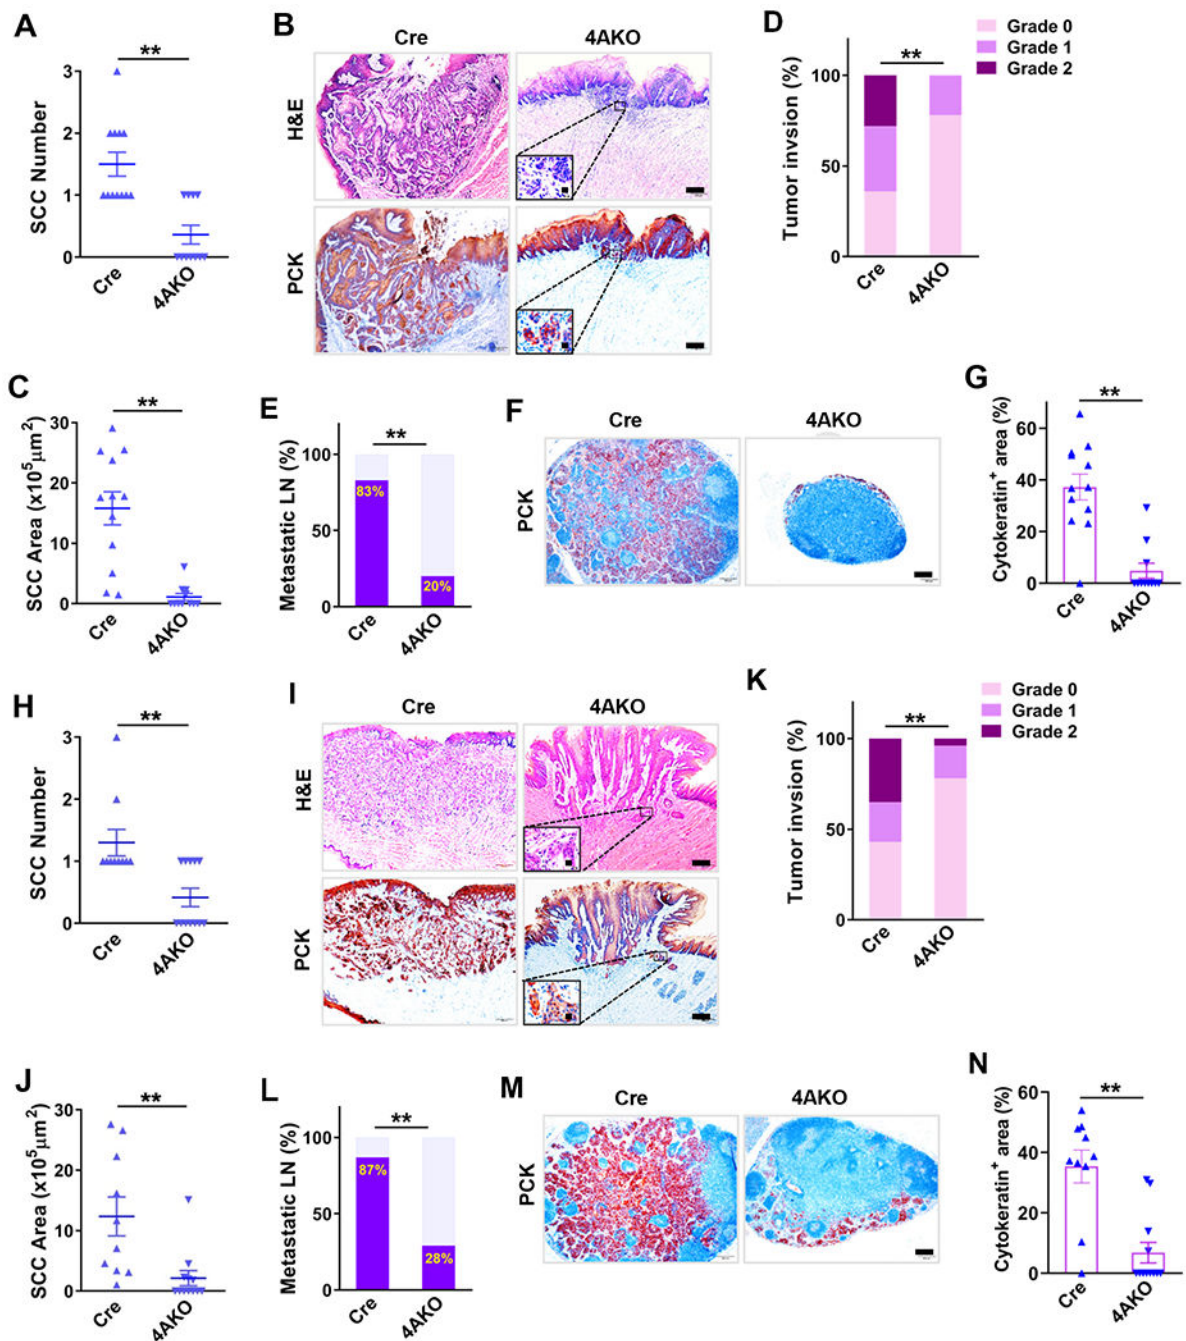 A
**
SCC Number
3
2
1
0
Cre
4AKO
B
Cre
4AKO
H&E
PCK
D
Grade 0
Grade 1
Grade 2
**
Tumor invsion (%)
100
50
0
Cre
4AKO
C
**
SCC Area (x10⁵μm²)
30
20
10
0
Cre
4AKO
E
**
Metastatic LN (%)
100
50
0
83%
20%
Cre
4AKO
F
Cre
4AKO
PCK
G
**
Cytokeratin⁺ area (%)
60
40
20
0
Cre
4AKO
H
**
SCC Number
3
2
1
0
Cre
4AKO
I
Cre
4AKO
H&E
PCK
K
Grade 0
Grade 1
Grade 2
**
Tumor invsion (%)
100
50
0
Cre
4AKO
J
**
SCC Area (x10⁵μm²)
30
20
10
0
Cre
4AKO
L
**
Metastatic LN (%)
100
50
0
87%
28%
Cre
4AKO
M
Cre
4AKO
PCK
N
**
Cytokeratin⁺ area (%)
60
40
20
0
Cre
4AKO